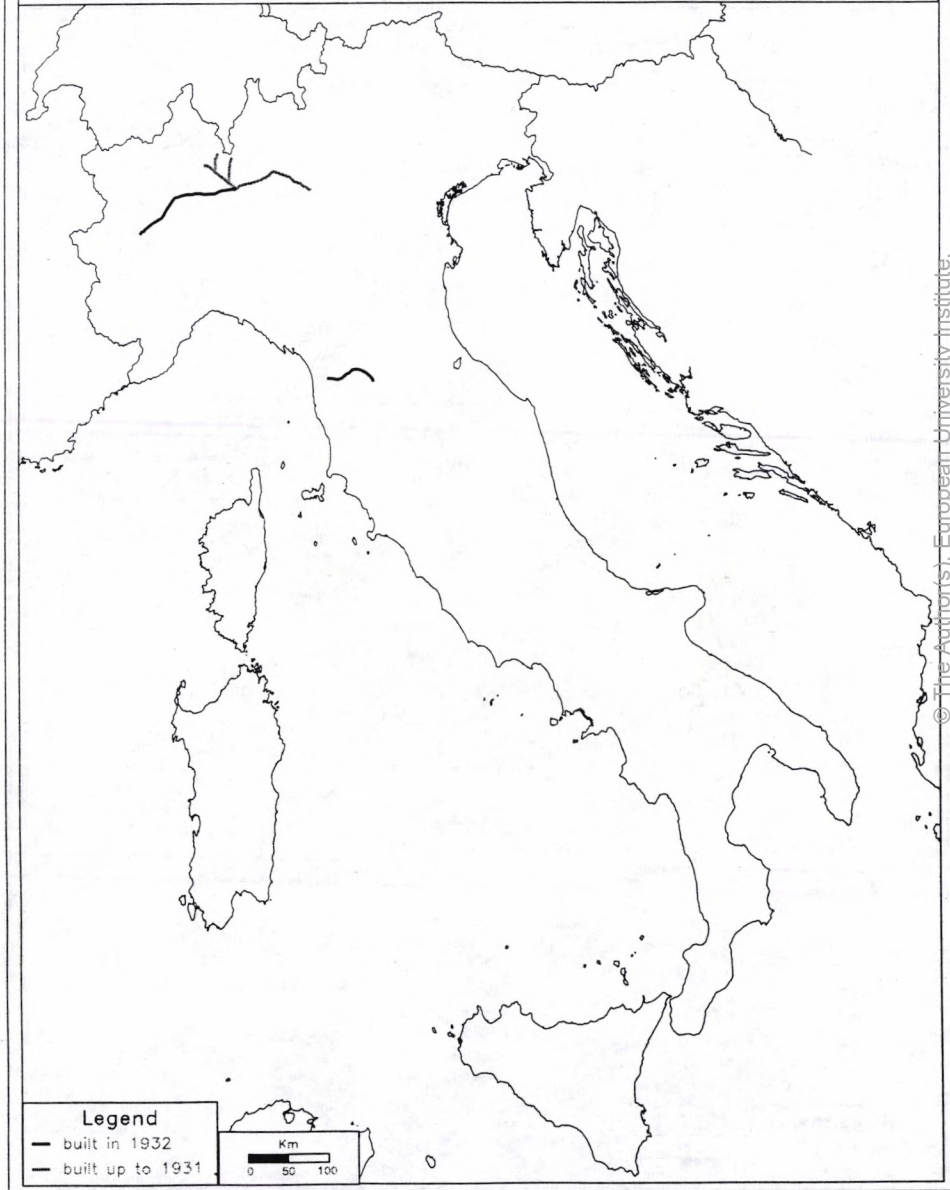 Legend
built in 1932
built up to 1931
Km
0 50 100
© The Author(s). European University Institute.